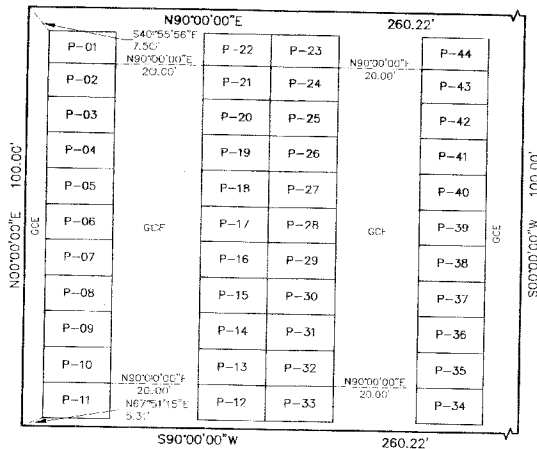 N90°00'00"E 260.22'
S40°55'56"E
7.50'
P-01 P-22 P-23 P-44
N90°00'00"E N90°00'00"E
20.00' 20.00'
P-02 P-21 P-24 P-43
P-03 P-20 P-25 P-42
P-04 P-19 P-26 P-41
P-05 P-18 P-27 P-40
N00°00'00"E 100.00' GCE P-06 GCE P-17 P-28 GCE P-39 GCE S00°00'00"W 100.00'
P-07 P-16 P-29 P-38
P-08 P-15 P-30 P-37
P-09 P-14 P-31 P-36
P-10 P-13 P-32 P-35
N90°00'00"E N90°00'00"E
20.00' 20.00'
P-11 P-12 P-33 P-34
N67°51'15"E
S90°00'00"W 260.22'